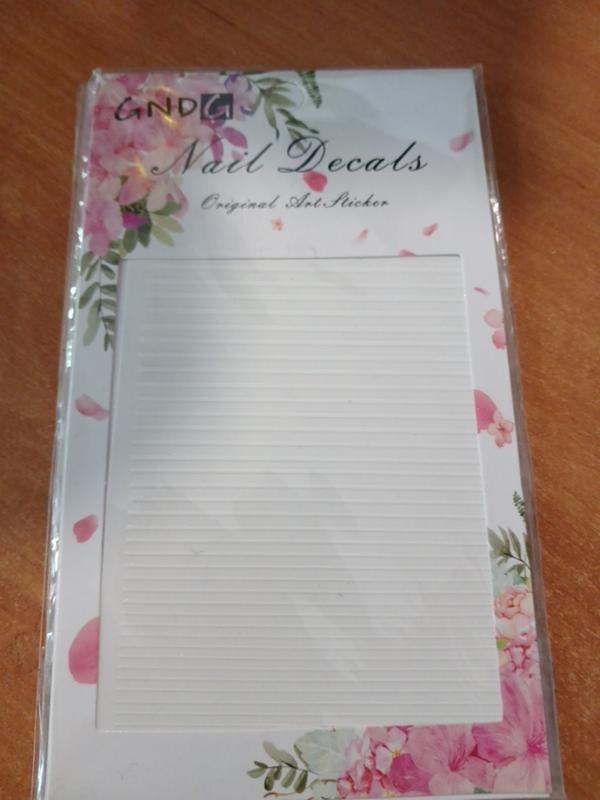 GNDG
Nail Decals
Original Art Sticker